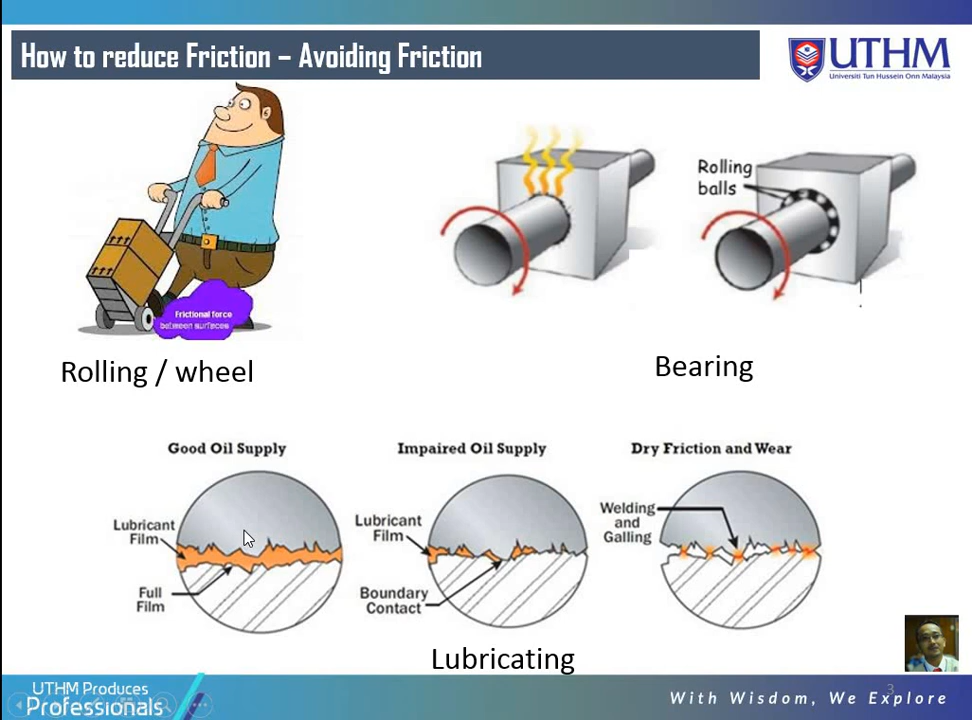 How to reduce Friction – Avoiding Friction
UTHM
Universiti Tun Hussein Onn Malaysia
Frictional force
between surfaces
Rolling / wheel
Rolling
balls
Bearing
Good Oil Supply
Impaired Oil Supply
Dry Friction and Wear
Lubricant
Film
Full
Film
Lubricant
Film
Boundary
Contact
Welding
and
Galling
Lubricating
UTHM Produces
Professionals
With Wisdom, We Explore
3